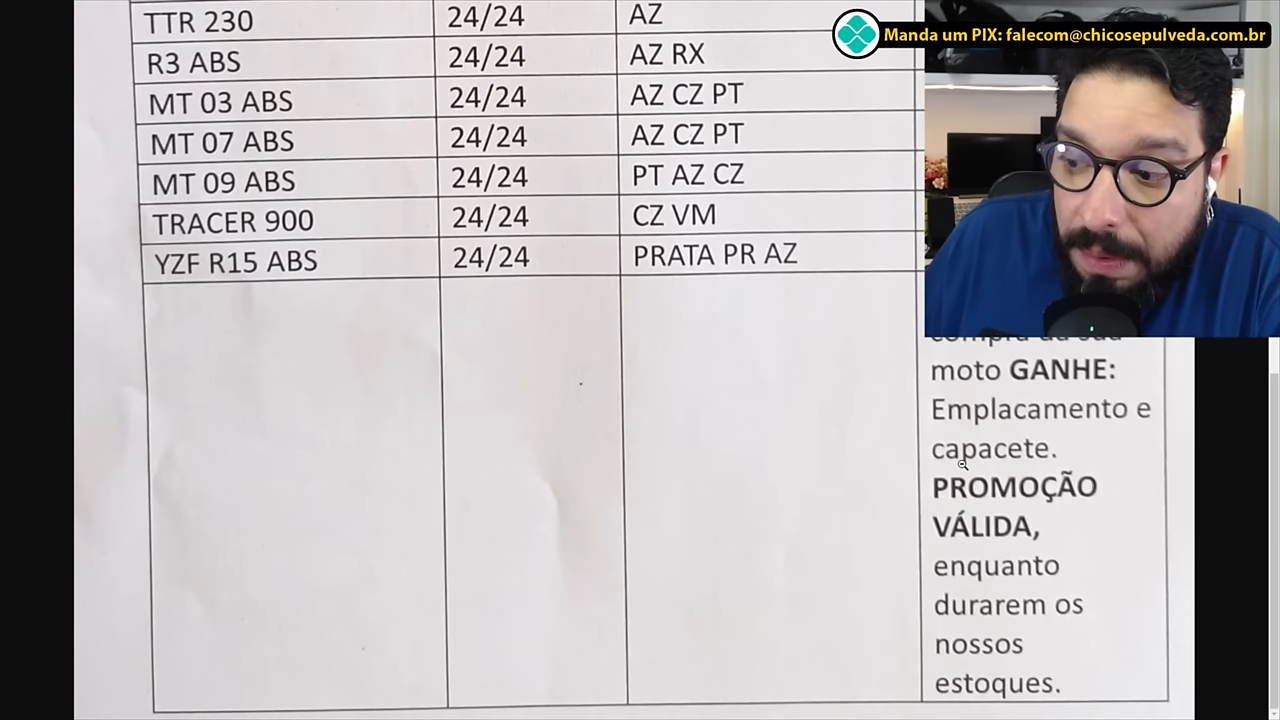 Manda um PIX: falecom@chicosepulveda.com.br
TTR 230 24/24 AZ
R3 ABS 24/24 AZ RX
MT 03 ABS 24/24 AZ CZ PT
MT 07 ABS 24/24 AZ CZ PT
MT 09 ABS 24/24 PT AZ CZ
TRACER 900 24/24 CZ VM
YZF R15 ABS 24/24 PRATA PR AZ
compra da sua
moto GANHE:
Emplacamento e
capacete.
PROMOÇÃO
VÁLIDA,
enquanto
durarem os
nossos
estoques.